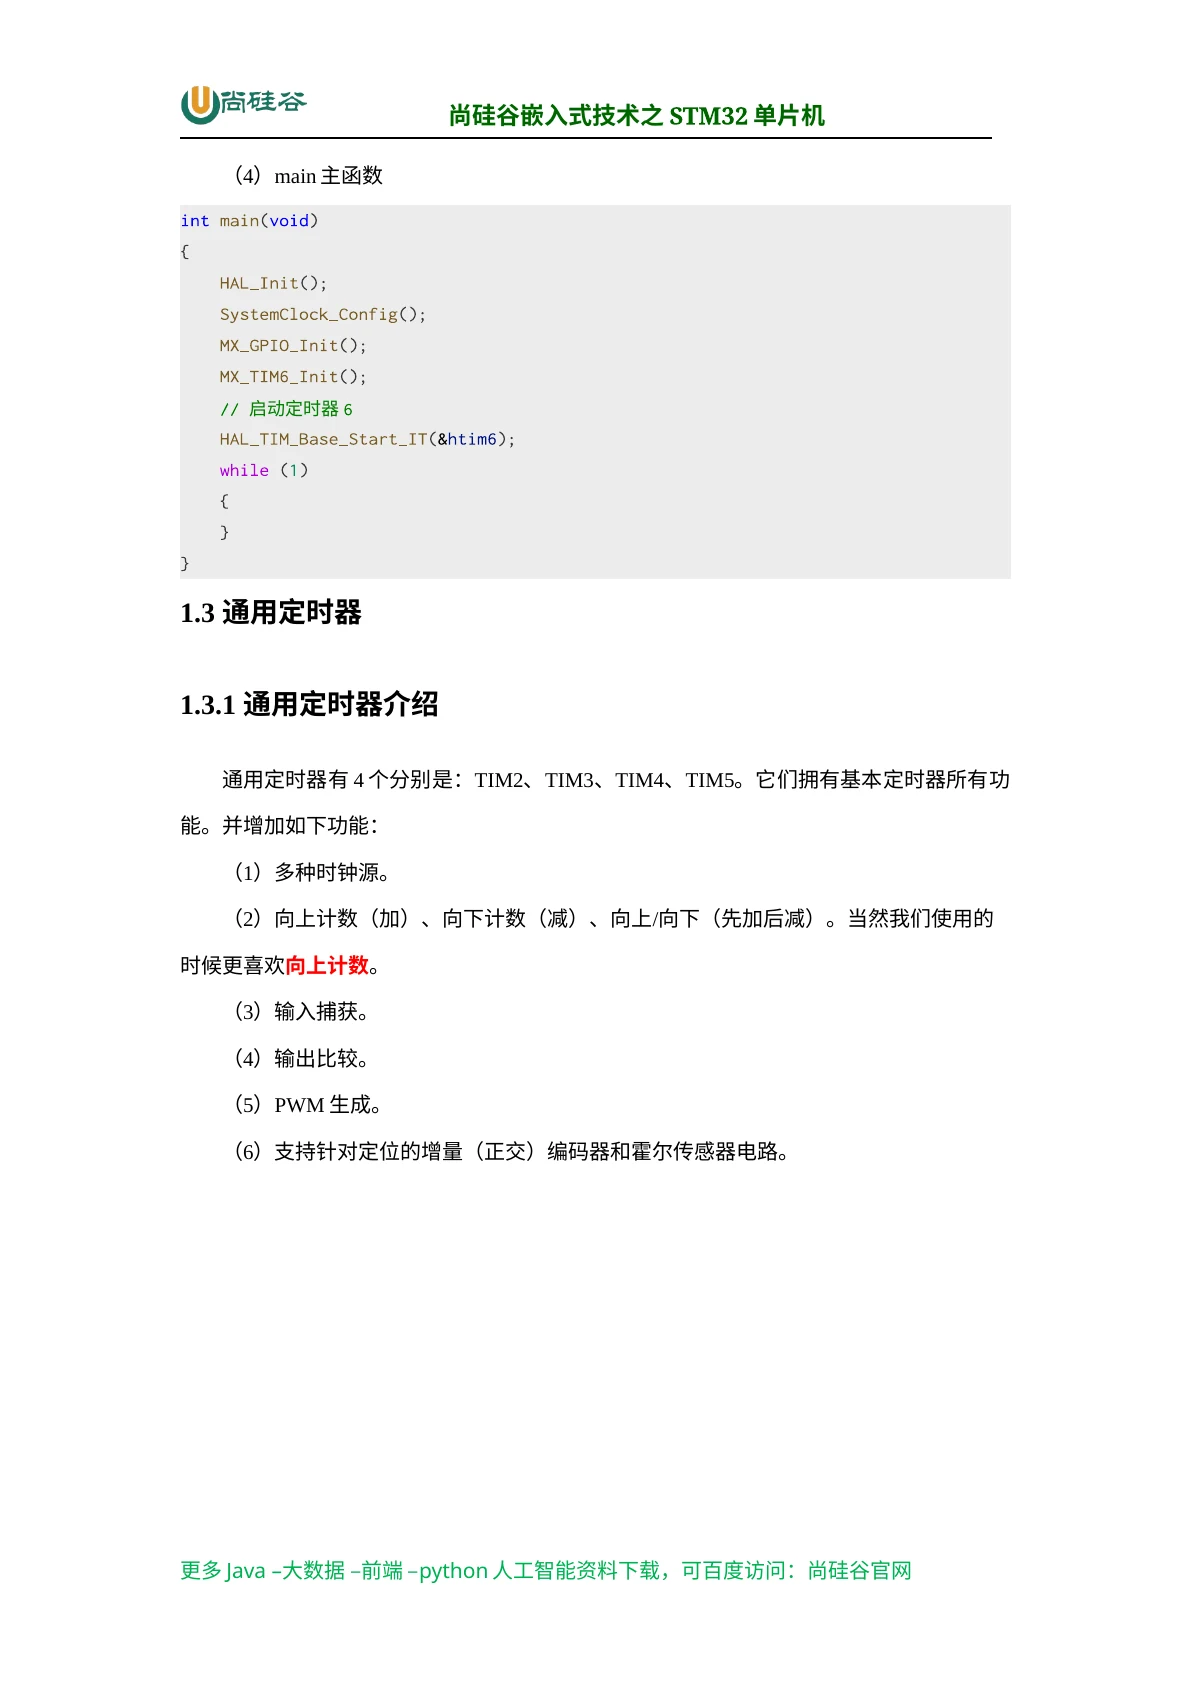 尚硅谷
尚硅谷嵌入式技术之 STM32 单片机
（4）main 主函数
int main(void)
{
    HAL_Init();
    SystemClock_Config();
    MX_GPIO_Init();
    MX_TIM6_Init();
    // 启动定时器 6
    HAL_TIM_Base_Start_IT(&htim6);
    while (1)
    {
    }
}
1.3 通用定时器
1.3.1 通用定时器介绍
通用定时器有 4 个分别是：TIM2、TIM3、TIM4、TIM5。它们拥有基本定时器所有功
能。并增加如下功能：
（1）多种时钟源。
（2）向上计数（加）、向下计数（减）、向上/向下（先加后减）。当然我们使用的
时候更喜欢向上计数。
（3）输入捕获。
（4）输出比较。
（5）PWM 生成。
（6）支持针对定位的增量（正交）编码器和霍尔传感器电路。
更多 Java –大数据 –前端 –python 人工智能资料下载，可百度访问：尚硅谷官网